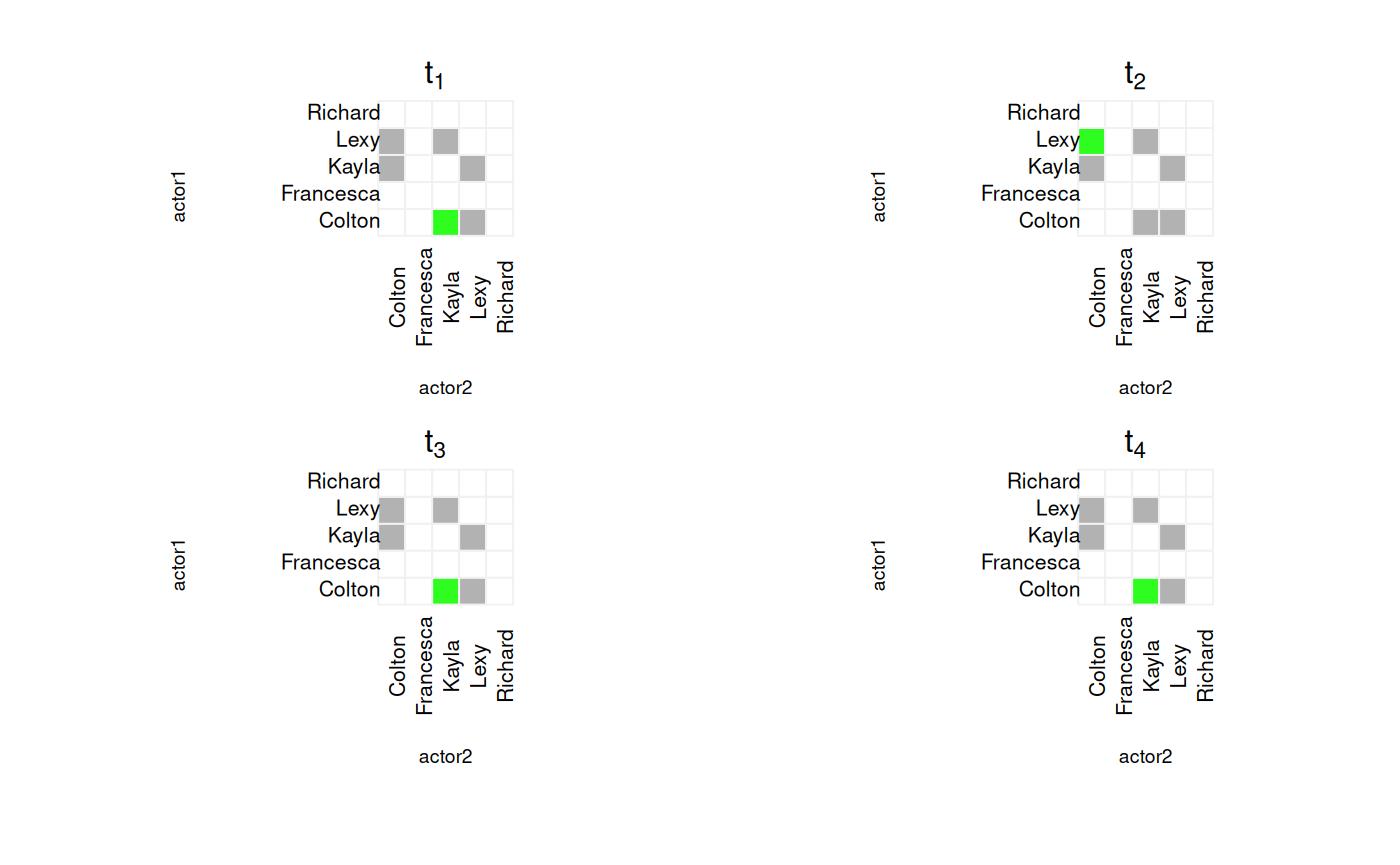 t1
Richard
Lexy
Kayla
Francesca
Colton
actor1
Colton
Francesca
Kayla
Lexy
Richard
actor2
t2
Richard
Lexy
Kayla
Francesca
Colton
actor1
Colton
Francesca
Kayla
Lexy
Richard
actor2
t3
Richard
Lexy
Kayla
Francesca
Colton
actor1
Colton
Francesca
Kayla
Lexy
Richard
actor2
t4
Richard
Lexy
Kayla
Francesca
Colton
actor1
Colton
Francesca
Kayla
Lexy
Richard
actor2